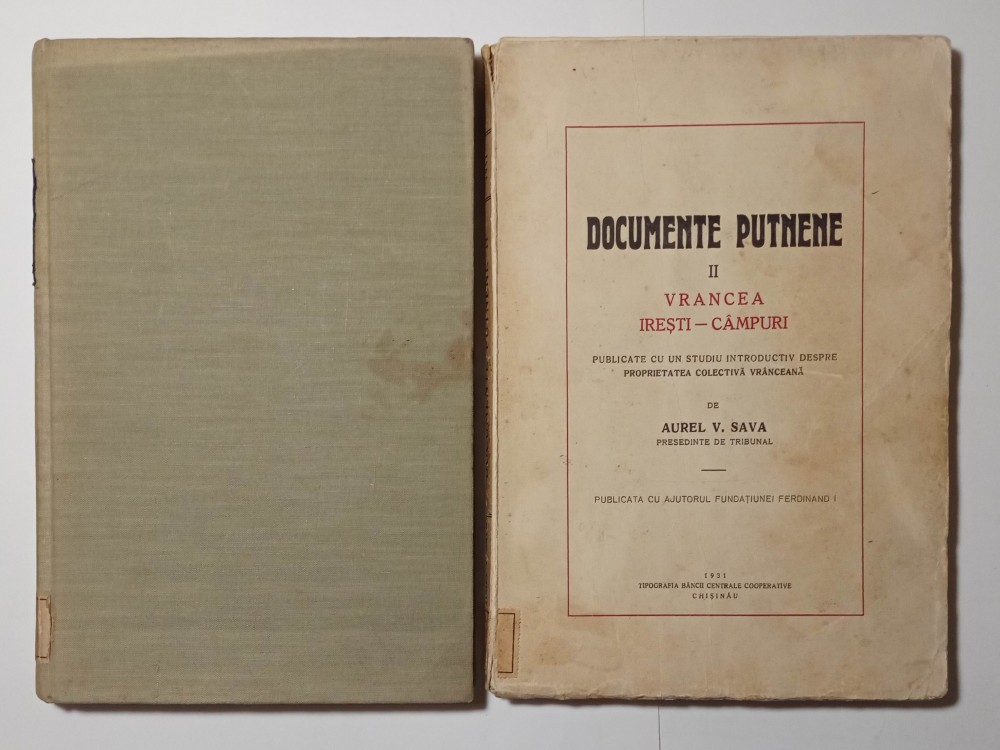 DOCUMENTE PUTNENE
II
VRANCEA
IREȘTI — CÂMPURI
PUBLICATE CU UN STUDIU INTRODUCTIV DESPRE
PROPRIETATEA COLECTIVĂ VRÂNCEANĂ
DE
AUREL V. SAVA
PRESEDINTE DE TRIBUNAL
PUBLICATA CU AJUTORUL FUNDAȚIUNEI FERDINAND I
1931
TIPOGRAFIA BĂNCII CENTRALE COOPERATIVE
CHIȘINĂU